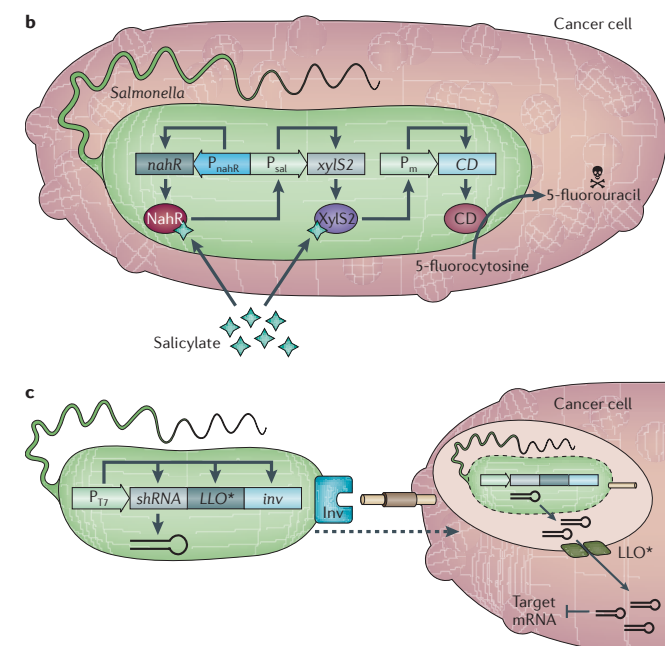 b
Cancer cell
Salmonella
nahR
PnahR
Psal
xylS2
Pm
CD
NahR
XylS2
CD
5-fluorouracil
5-fluorocytosine
Salicylate
c
Cancer cell
PT7
shRNA
LLO*
inv
Inv
LLO*
Target
mRNA